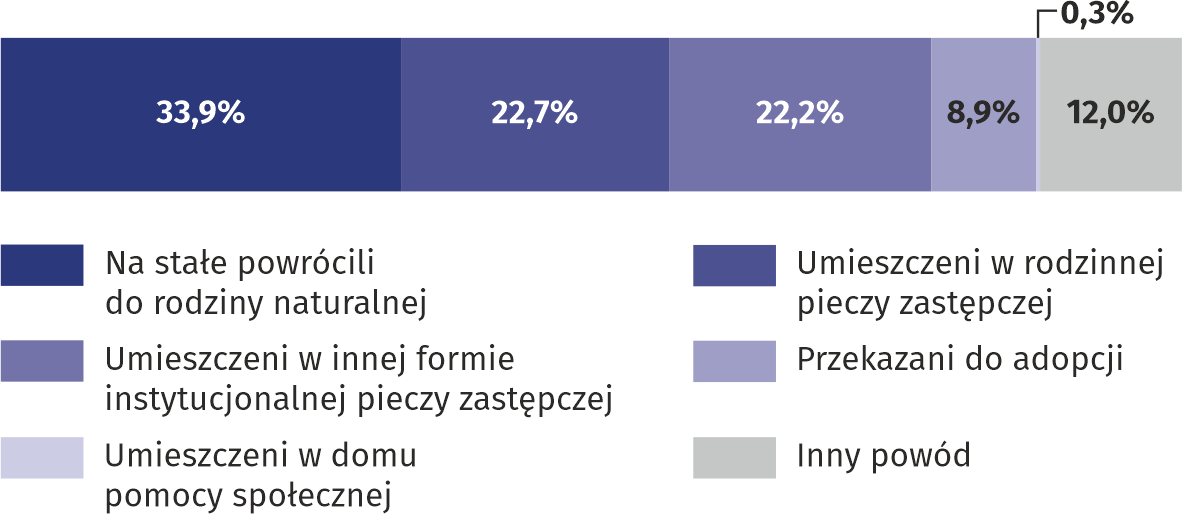 0,3%
33,9%
22,7%
22,2%
8,9%
12,0%
Na stałe powrócili
do rodziny naturalnej
Umieszczeni w rodzinnej
pieczy zastępczej
Umieszczeni w innej formie
instytucjonalnej pieczy zastępczej
Przekazani do adopcji
Umieszczeni w domu
pomocy społecznej
Inny powód